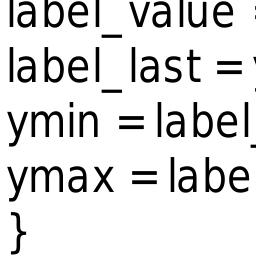 label_value =
label_last =
ymin = label_
ymax = labe
}